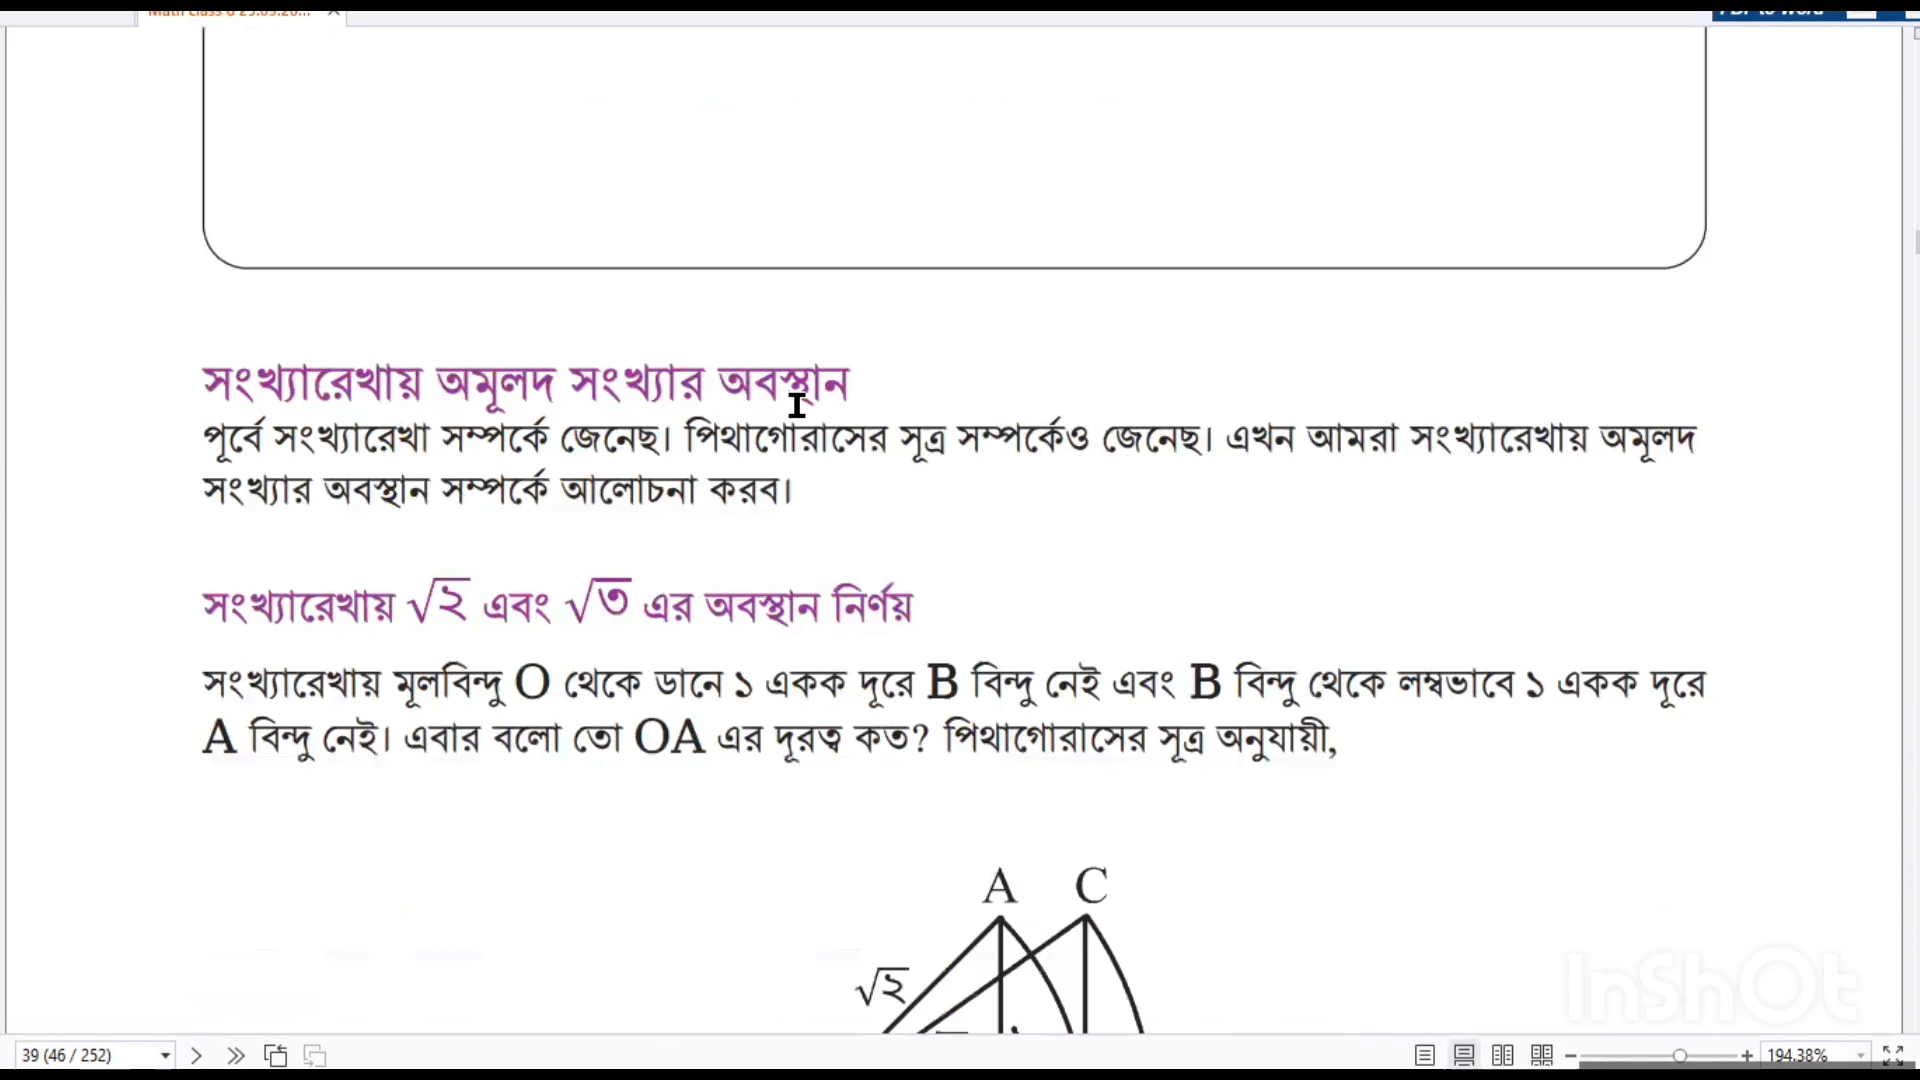 সংখ্যারেখায় অমূলদ সংখ্যার অবস্থান
পূর্বে সংখ্যারেখা সম্পর্কে জেনেছ। পিথাগোরাসের সূত্র সম্পর্কেও জেনেছ। এখন আমরা সংখ্যারেখায় অমূলদ
সংখ্যার অবস্থান সম্পর্কে আলোচনা করব।
সংখ্যারেখায় √২ এবং √৩ এর অবস্থান নির্ণয়
সংখ্যারেখায় মূলবিন্দু O থেকে ডানে ১ একক দূরে B বিন্দু নেই এবং B বিন্দু থেকে লম্বভাবে ১ একক দূরে
A বিন্দু নেই। এবার বলো তো OA এর দূরত্ব কত? পিথাগোরাসের সূত্র অনুযায়ী,
A C
√২
InShOt
39 (46 / 252) 194.38%